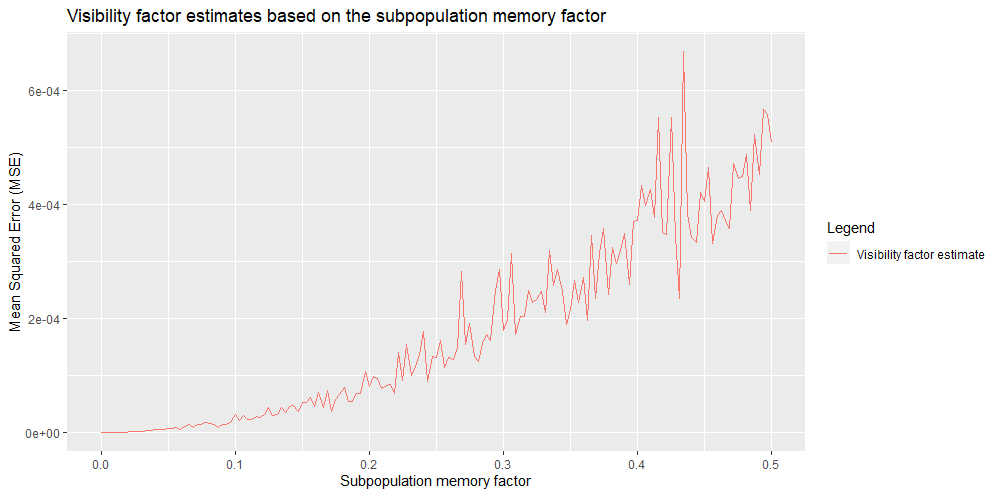 Visibility factor estimates based on the subpopulation memory factor
Mean Squared Error (MSE)
6e-04
4e-04
2e-04
0e+00
0.0 0.1 0.2 0.3 0.4 0.5
Subpopulation memory factor
Legend
Visibility factor estimate